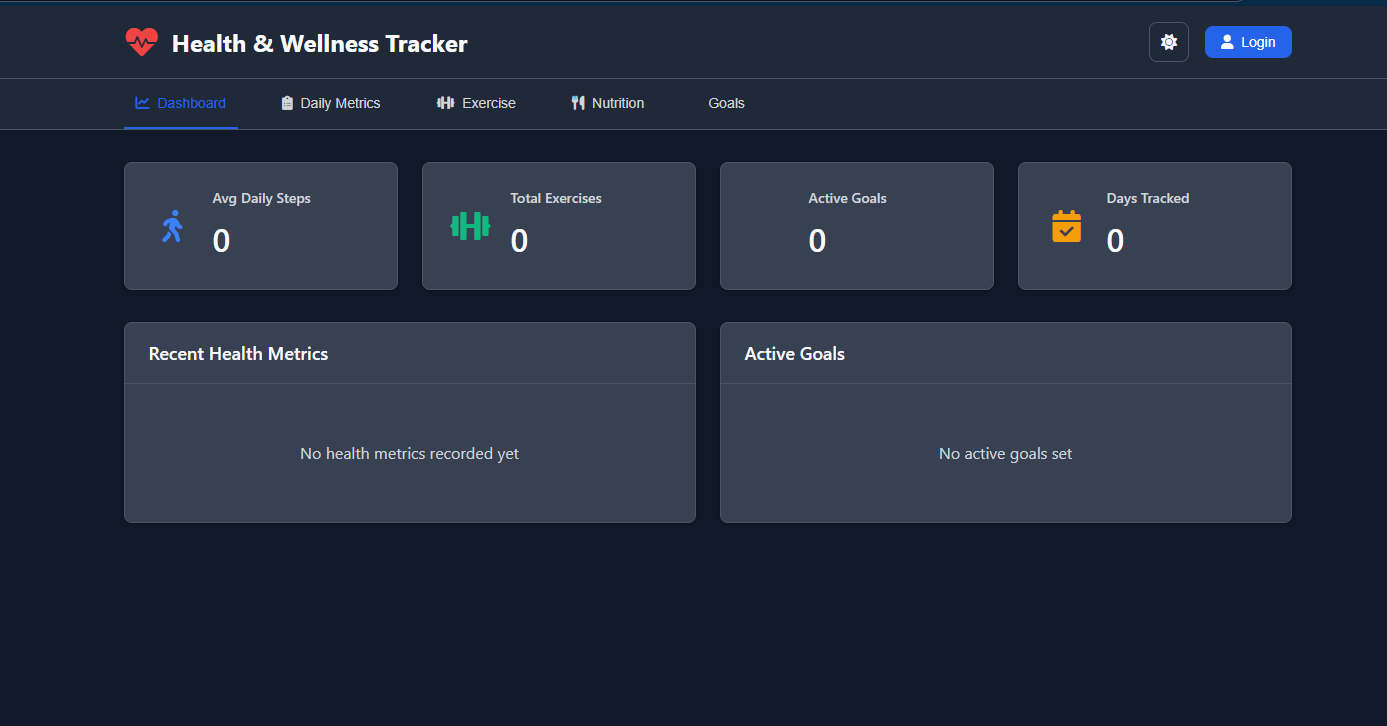 Health & Wellness Tracker
Login
Dashboard
Daily Metrics
Exercise
Nutrition
Goals
Avg Daily Steps
0
Total Exercises
0
Active Goals
0
Days Tracked
0
Recent Health Metrics
No health metrics recorded yet
Active Goals
No active goals set